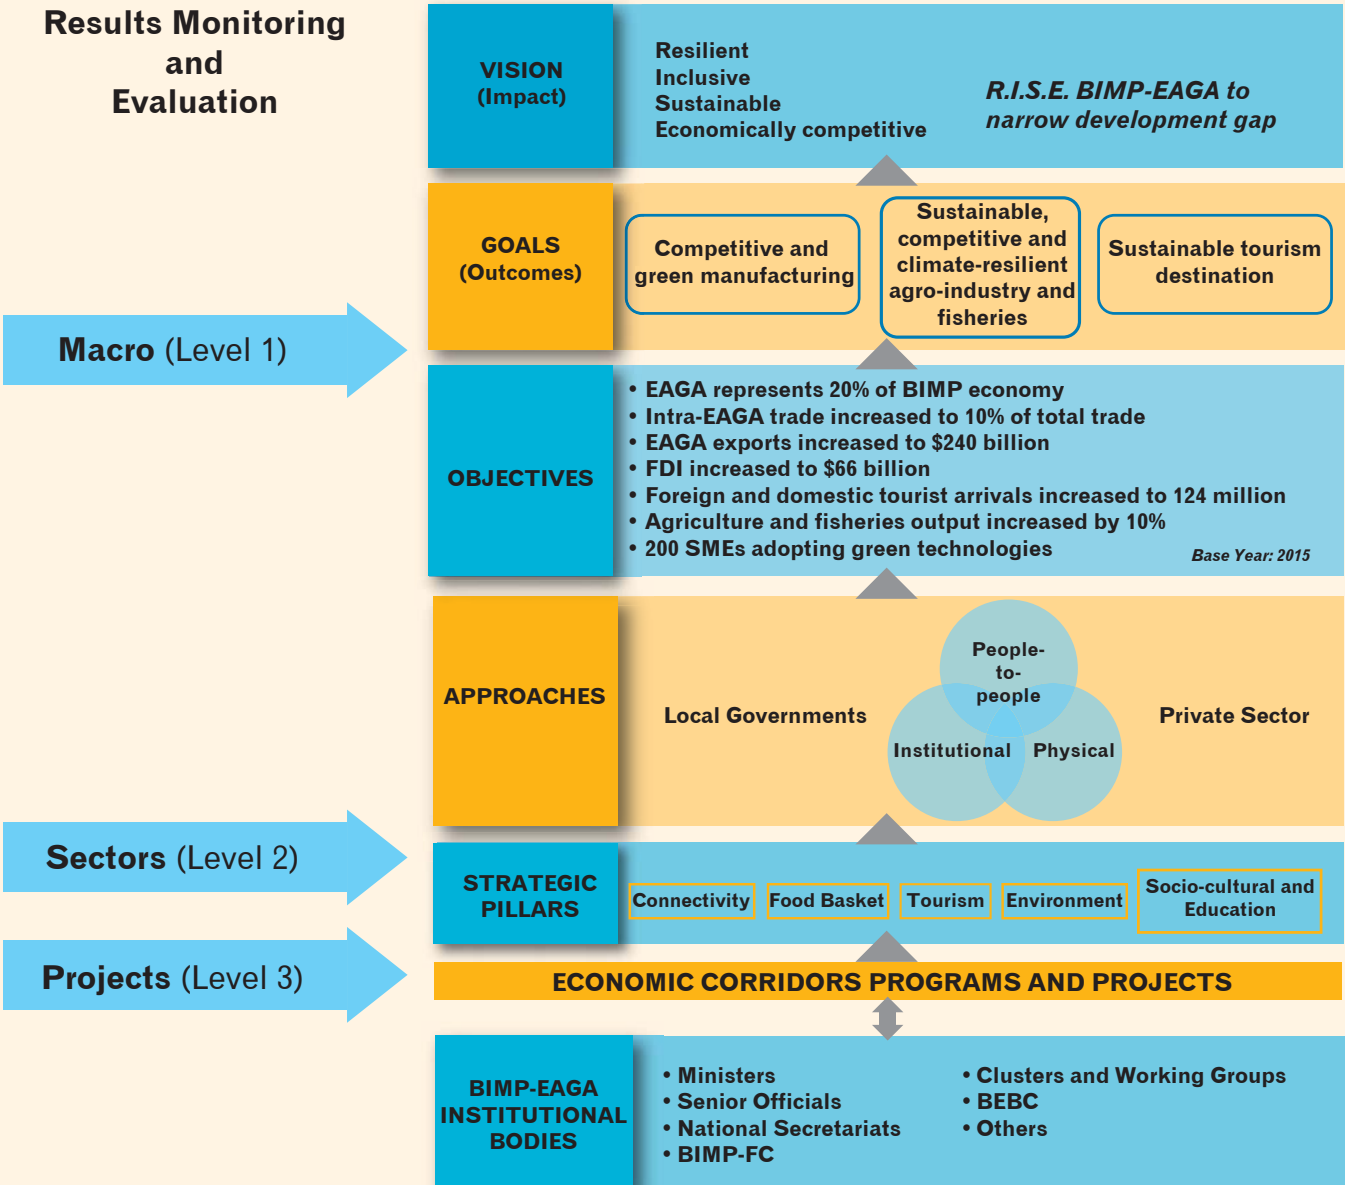 Results Monitoring
and
Evaluation
VISION
(Impact)
Resilient
Inclusive
Sustainable
Economically competitive
R.I.S.E. BIMP-EAGA to
narrow development gap
GOALS
(Outcomes)
Competitive and
green manufacturing
Sustainable,
competitive and
climate-resilient
agro-industry and
fisheries
Sustainable tourism
destination
Macro (Level 1)
OBJECTIVES
• EAGA represents 20% of BIMP economy
• Intra-EAGA trade increased to 10% of total trade
• EAGA exports increased to $240 billion
• FDI increased to $66 billion
• Foreign and domestic tourist arrivals increased to 124 million
• Agriculture and fisheries output increased by 10%
• 200 SMEs adopting green technologies
Base Year: 2015
APPROACHES
Local Governments
People-
to-
people
Institutional
Physical
Private Sector
Sectors (Level 2)
STRATEGIC
PILLARS
Connectivity
Food Basket
Tourism
Environment
Socio-cultural and
Education
Projects (Level 3)
ECONOMIC CORRIDORS PROGRAMS AND PROJECTS
BIMP-EAGA
INSTITUTIONAL
BODIES
• Ministers
• Senior Officials
• National Secretariats
• BIMP-FC
• Clusters and Working Groups
• BEBC
• Others